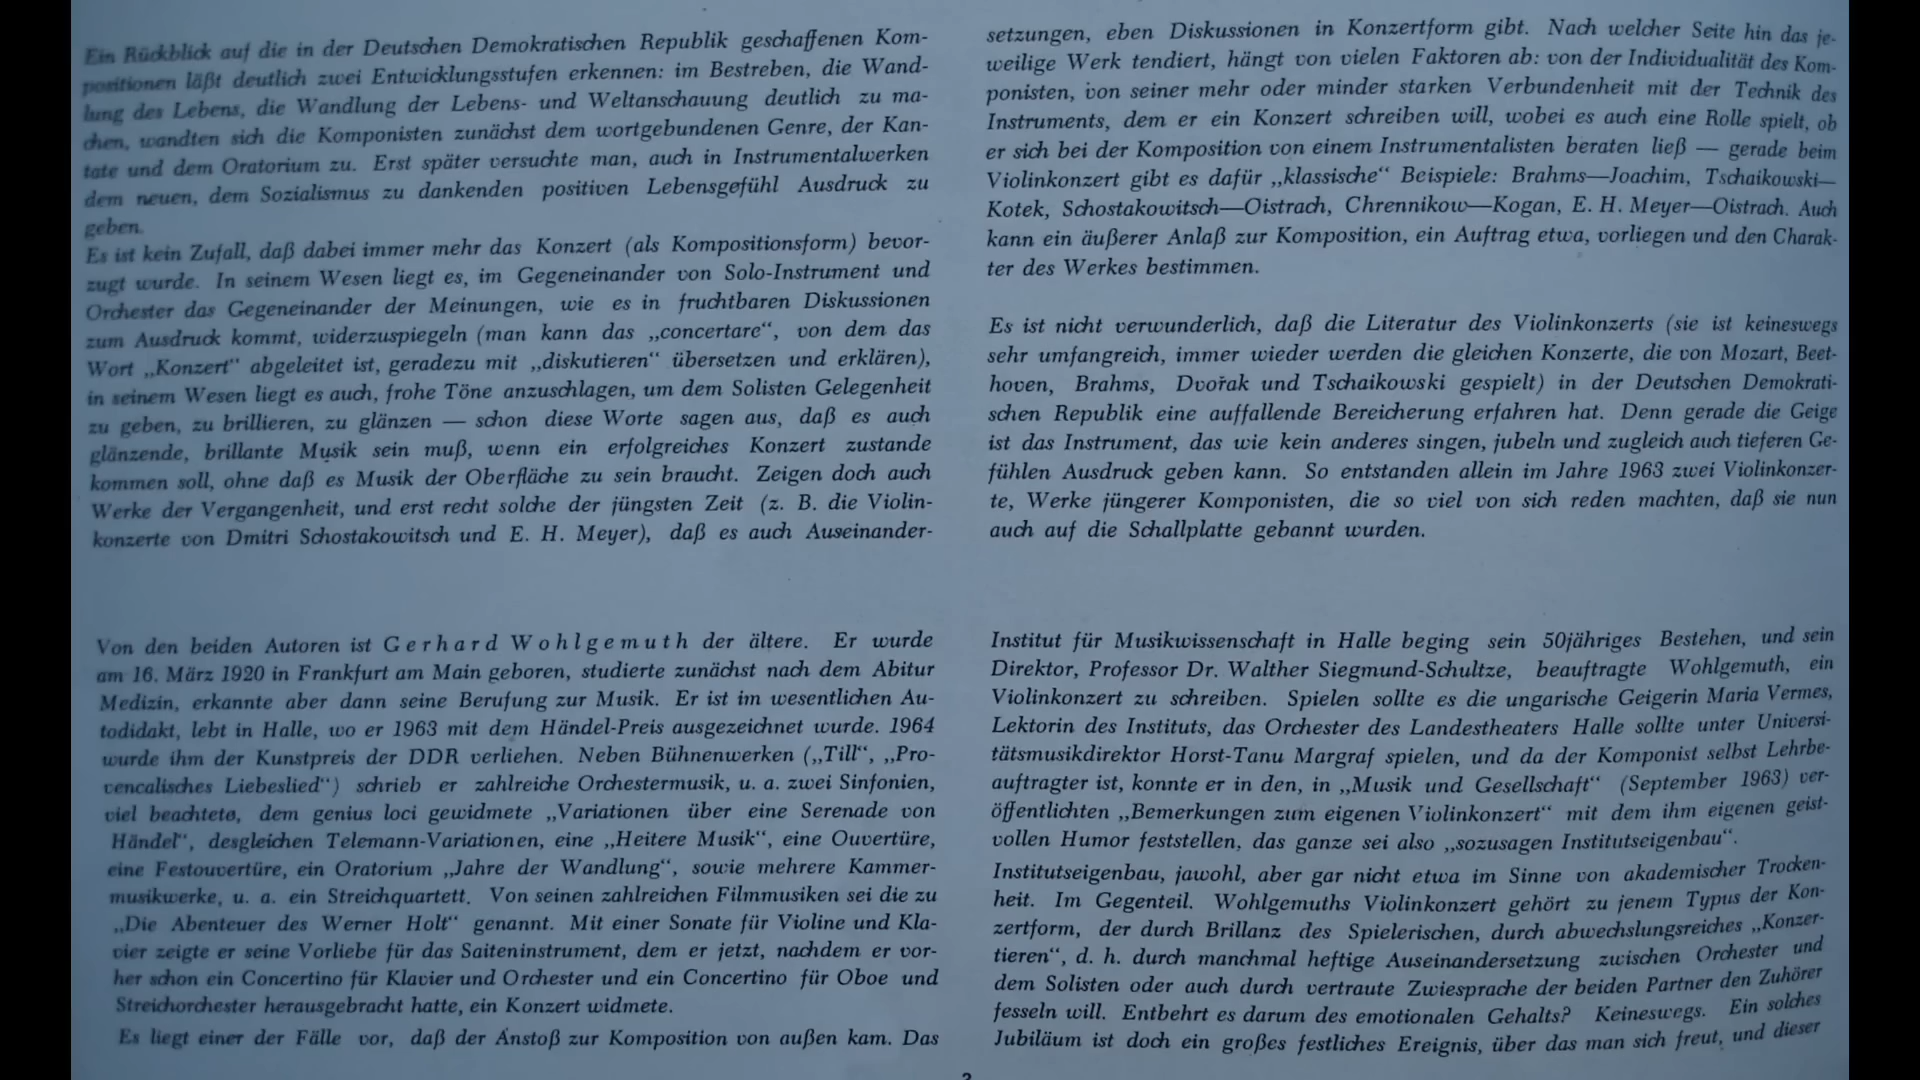 Ein Rückblick auf die in der Deutschen Demokratischen Republik geschaffenen Kom-
positionen läßt deutlich zwei Entwicklungsstufen erkennen: im Bestreben, die Wand-
lung des Lebens, die Wandlung der Lebens- und Weltanschauung deutlich zu ma-
chen, wandten sich die Komponisten zunächst dem wortgebundenen Genre, der Kan-
tate und dem Oratorium zu. Erst später versuchte man, auch in Instrumentalwerken
dem neuen, dem Sozialismus zu dankenden positiven Lebensgefühl Ausdruck zu
geben.
Es ist kein Zufall, daß dabei immer mehr das Konzert (als Kompositionsform) bevor-
zugt wurde. In seinem Wesen liegt es, im Gegeneinander von Solo-Instrument und
Orchester das Gegeneinander der Meinungen, wie es in fruchtbaren Diskussionen
zum Ausdruck kommt, widerzuspiegeln (man kann das „concertare“, von dem das
Wort „Konzert“ abgeleitet ist, geradezu mit „diskutieren“ übersetzen und erklären),
in seinem Wesen liegt es auch, frohe Töne anzuschlagen, um dem Solisten Gelegenheit
zu geben, zu brillieren, zu glänzen — schon diese Worte sagen aus, daß es auch
glänzende, brillante Musik sein muß, wenn ein erfolgreiches Konzert zustande
kommen soll, ohne daß es Musik der Oberfläche zu sein braucht. Zeigen doch auch
Werke der Vergangenheit, und erst recht solche der jüngsten Zeit (z. B. die Violin-
konzerte von Dmitri Schostakowitsch und E. H. Meyer), daß es auch Auseinander-
setzungen, eben Diskussionen in Konzertform gibt. Nach welcher Seite hin das je-
weilige Werk tendiert, hängt von vielen Faktoren ab: von der Individualität des Kom-
ponisten, von seiner mehr oder minder starken Verbundenheit mit der Technik des
Instruments, dem er ein Konzert schreiben will, wobei es auch eine Rolle spielt, ob
er sich bei der Komposition von einem Instrumentalisten beraten ließ — gerade beim
Violinkonzert gibt es dafür „klassische“ Beispiele: Brahms—Joachim, Tschaikowski—
Kotek, Schostakowitsch—Oistrach, Chrennikow—Kogan, E. H. Meyer—Oistrach. Auch
kann ein äußerer Anlaß zur Komposition, ein Auftrag etwa, vorliegen und den Charak-
ter des Werkes bestimmen.
Es ist nicht verwunderlich, daß die Literatur des Violinkonzerts (sie ist keineswegs
sehr umfangreich, immer wieder werden die gleichen Konzerte, die von Mozart, Beet-
hoven, Brahms, Dvořak und Tschaikowski gespielt) in der Deutschen Demokrati-
schen Republik eine auffallende Bereicherung erfahren hat. Denn gerade die Geige
ist das Instrument, das wie kein anderes singen, jubeln und zugleich auch tieferen Ge-
fühlen Ausdruck geben kann. So entstanden allein im Jahre 1963 zwei Violinkonzer-
te, Werke jüngerer Komponisten, die so viel von sich reden machten, daß sie nun
auch auf die Schallplatte gebannt wurden.
Von den beiden Autoren ist Gerhard Wohlgemuth der ältere. Er wurde
am 16. März 1920 in Frankfurt am Main geboren, studierte zunächst nach dem Abitur
Medizin, erkannte aber dann seine Berufung zur Musik. Er ist im wesentlichen Au-
todidakt, lebt in Halle, wo er 1963 mit dem Händel-Preis ausgezeichnet wurde. 1964
wurde ihm der Kunstpreis der DDR verliehen. Neben Bühnenwerken („Till“, „Pro-
vencalisches Liebeslied“) schrieb er zahlreiche Orchestermusik, u. a. zwei Sinfonien,
viel beachtete, dem genius loci gewidmete „Variationen über eine Serenade von
Händel“, desgleichen Telemann-Variationen, eine „Heitere Musik“, eine Ouvertüre,
eine Festouvertüre, ein Oratorium „Jahre der Wandlung“, sowie mehrere Kammer-
musikwerke, u. a. ein Streichquartett. Von seinen zahlreichen Filmmusiken sei die zu
„Die Abenteuer des Werner Holt“ genannt. Mit einer Sonate für Violine und Kla-
vier zeigte er seine Vorliebe für das Saiteninstrument, dem er jetzt, nachdem er vor-
her schon ein Concertino für Klavier und Orchester und ein Concertino für Oboe und
Streichorchester herausgebracht hatte, ein Konzert widmete.
Es liegt einer der Fälle vor, daß der Anstoß zur Komposition von außen kam. Das
Institut für Musikwissenschaft in Halle beging sein 50jähriges Bestehen, und sein
Direktor, Professor Dr. Walther Siegmund-Schultze, beauftragte Wohlgemuth, ein
Violinkonzert zu schreiben. Spielen sollte es die ungarische Geigerin Maria Vermes,
Lektorin des Instituts, das Orchester des Landestheaters Halle sollte unter Universi-
tätsmusikdirektor Horst-Tanu Margraf spielen, und da der Komponist selbst Lehrbe-
auftragter ist, konnte er in den, in „Musik und Gesellschaft“ (September 1963) ver-
öffentlichten „Bemerkungen zum eigenen Violinkonzert“ mit dem ihm eigenen geist-
vollen Humor feststellen, das ganze sei also „sozusagen Institutseigenbau“.
Institutseigenbau, jawohl, aber gar nicht etwa im Sinne von akademischer Trocken-
heit. Im Gegenteil. Wohlgemuths Violinkonzert gehört zu jenem Typus der Kon-
zertform, der durch Brillanz des Spielerischen, durch abwechslungsreiches „Konzer-
tieren“, d. h. durch manchmal heftige Auseinandersetzung zwischen Orchester und
dem Solisten oder auch durch vertraute Zwiesprache der beiden Partner den Zuhörer
fesseln will. Entbehrt es darum des emotionalen Gehalts? Keineswegs. Ein solches
Jubiläum ist doch ein großes festliches Ereignis, über das man sich freut, und dieser